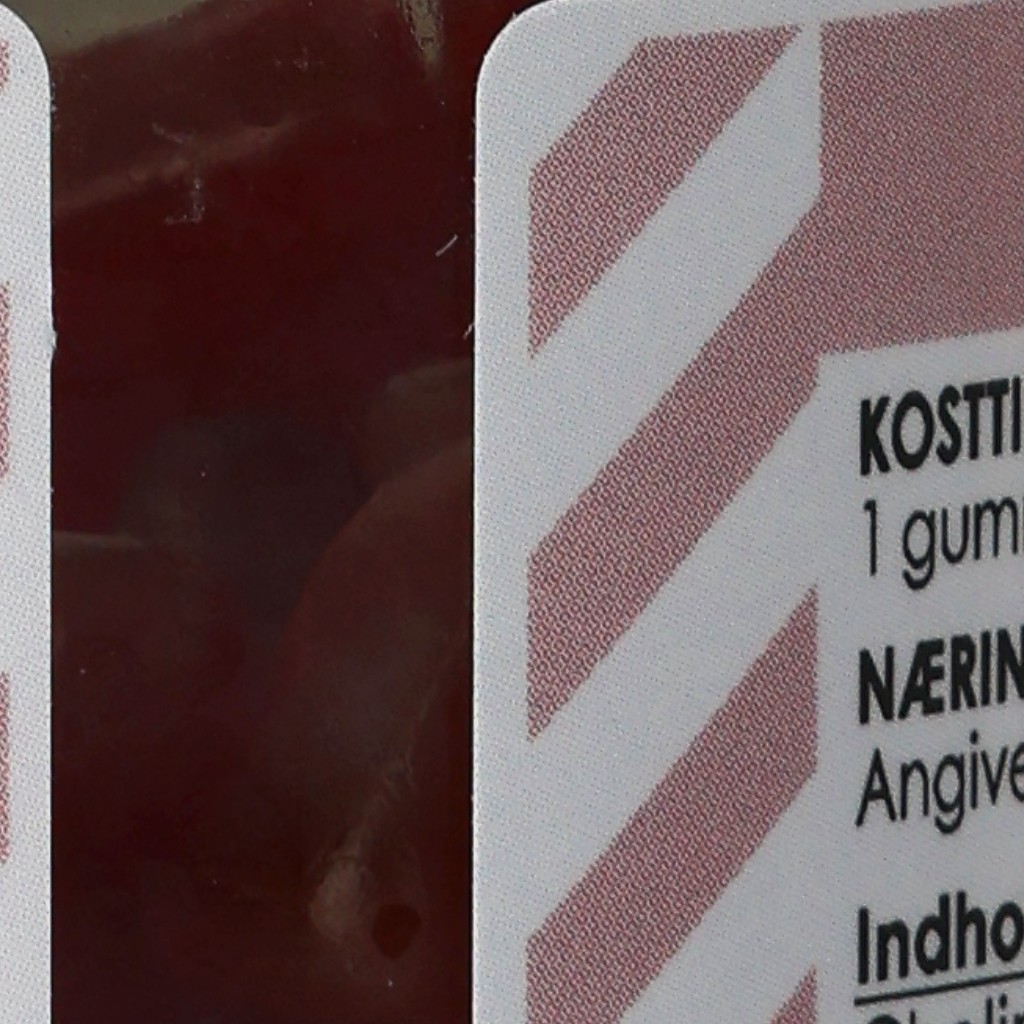 KOSTTI
1 gum
NÆRIN
Angive
Indho